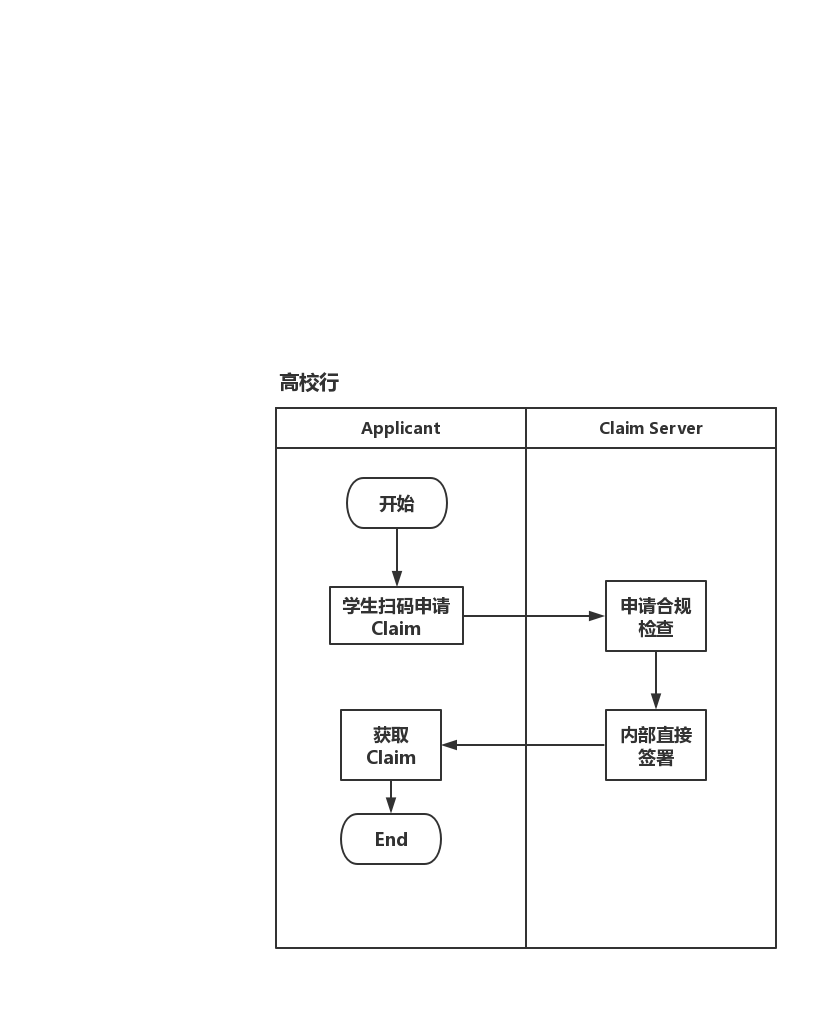 高校行
Applicant
Claim Server
开始
学生扫码申请
Claim
申请合规
检查
获取
Claim
内部直接
签署
End